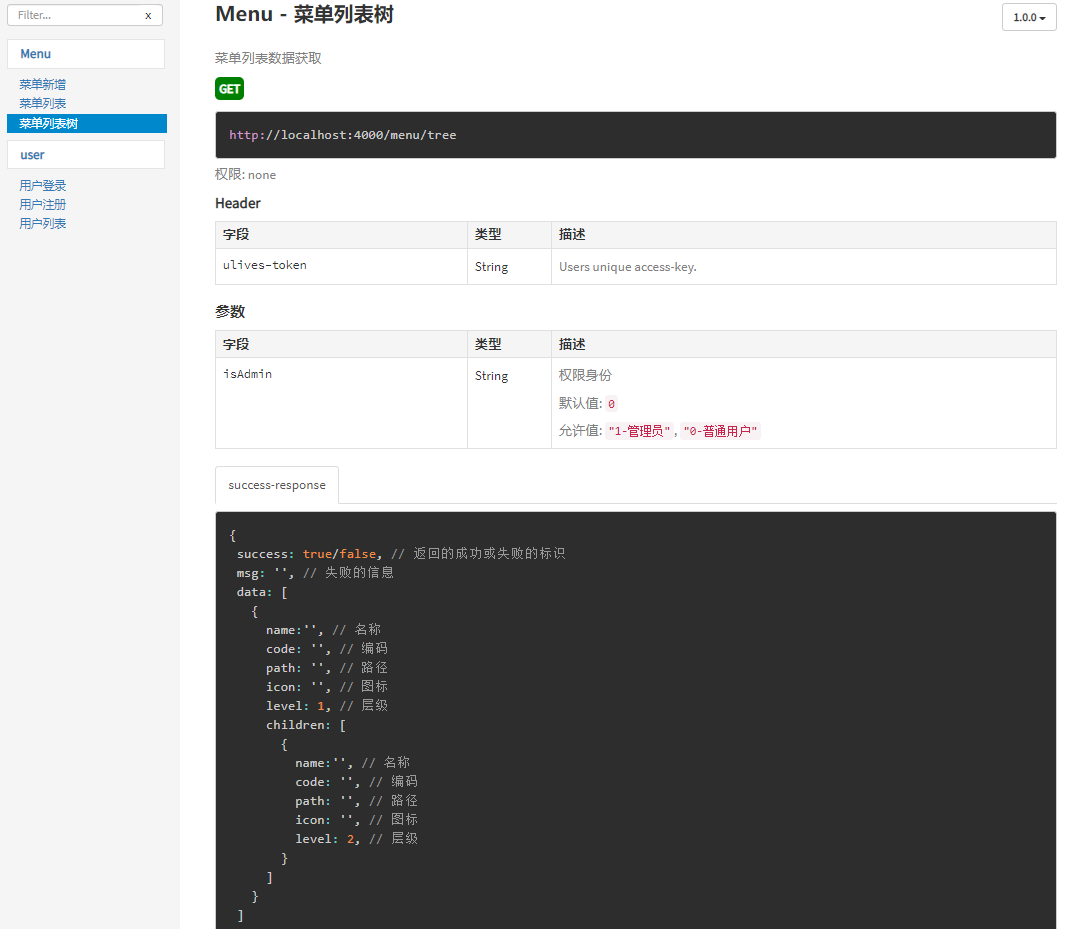 Filter...
x
Menu
菜单新增
菜单列表
菜单列表树
user
用户登录
用户注册
用户列表
Menu - 菜单列表树
1.0.0
菜单列表数据获取
GET
http://localhost:4000/menu/tree
权限: none
Header
字段 类型 描述
ulives-token String Users unique access-key.
参数
字段 类型 描述
isAdmin String 权限身份
默认值: 0
允许值: "1-管理员", "0-普通用户"
success-response
{
success: true/false, // 返回的成功或失败的标识
msg: '', // 失败的信息
data: [
{
name:'', // 名称
code: '', // 编码
path: '', // 路径
icon: '', // 图标
level: 1, // 层级
children: [
{
name:'', // 名称
code: '', // 编码
path: '', // 路径
icon: '', // 图标
level: 2, // 层级
}
]
}
]